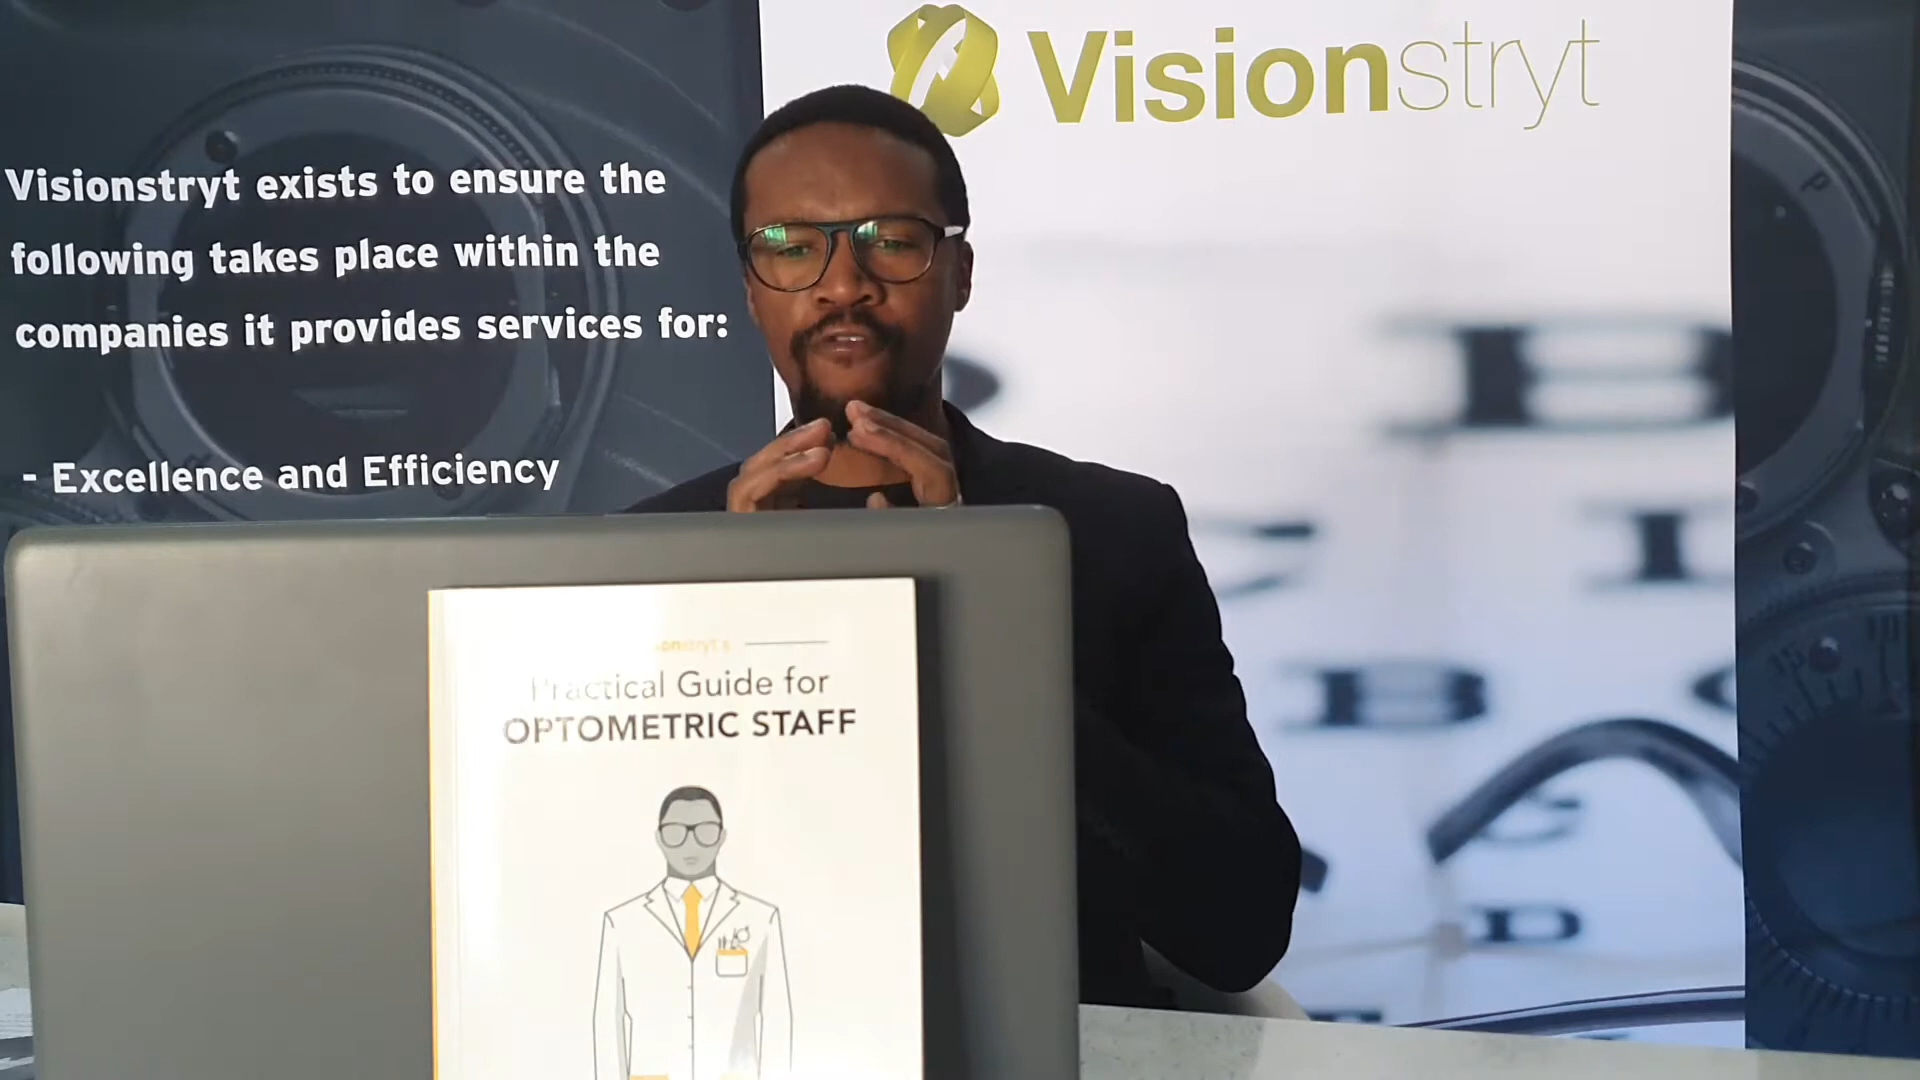 Visionstryt
Visionstryt exists to ensure the
following takes place within the
companies it provides services for:
- Excellence and Efficiency
Practical Guide for
OPTOMETRIC STAFF
B
L
B
D